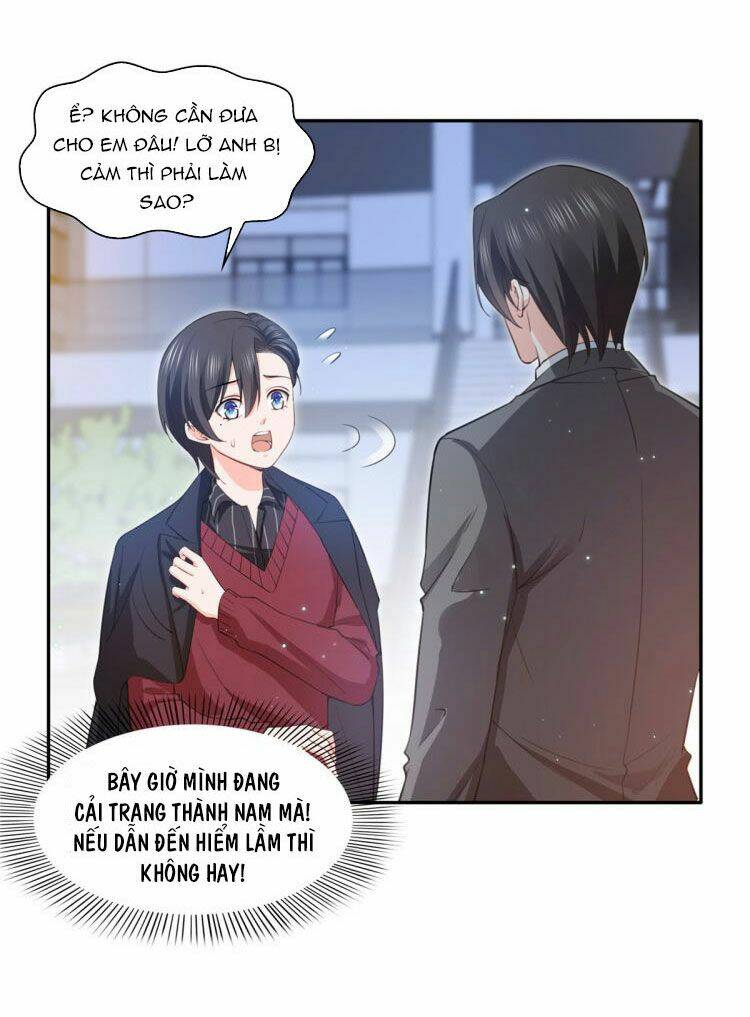 Ể? KHÔNG CẦN ĐƯA
CHO EM ĐÂU! LỠ ANH BỊ
CẢM THÌ PHẢI LÀM
SAO?
BÂY GIỜ MÌNH ĐANG
CẢI TRANG THÀNH NAM MÀ!
NẾU DẪN ĐẾN HIỂM LẦM THÌ
KHÔNG HAY!